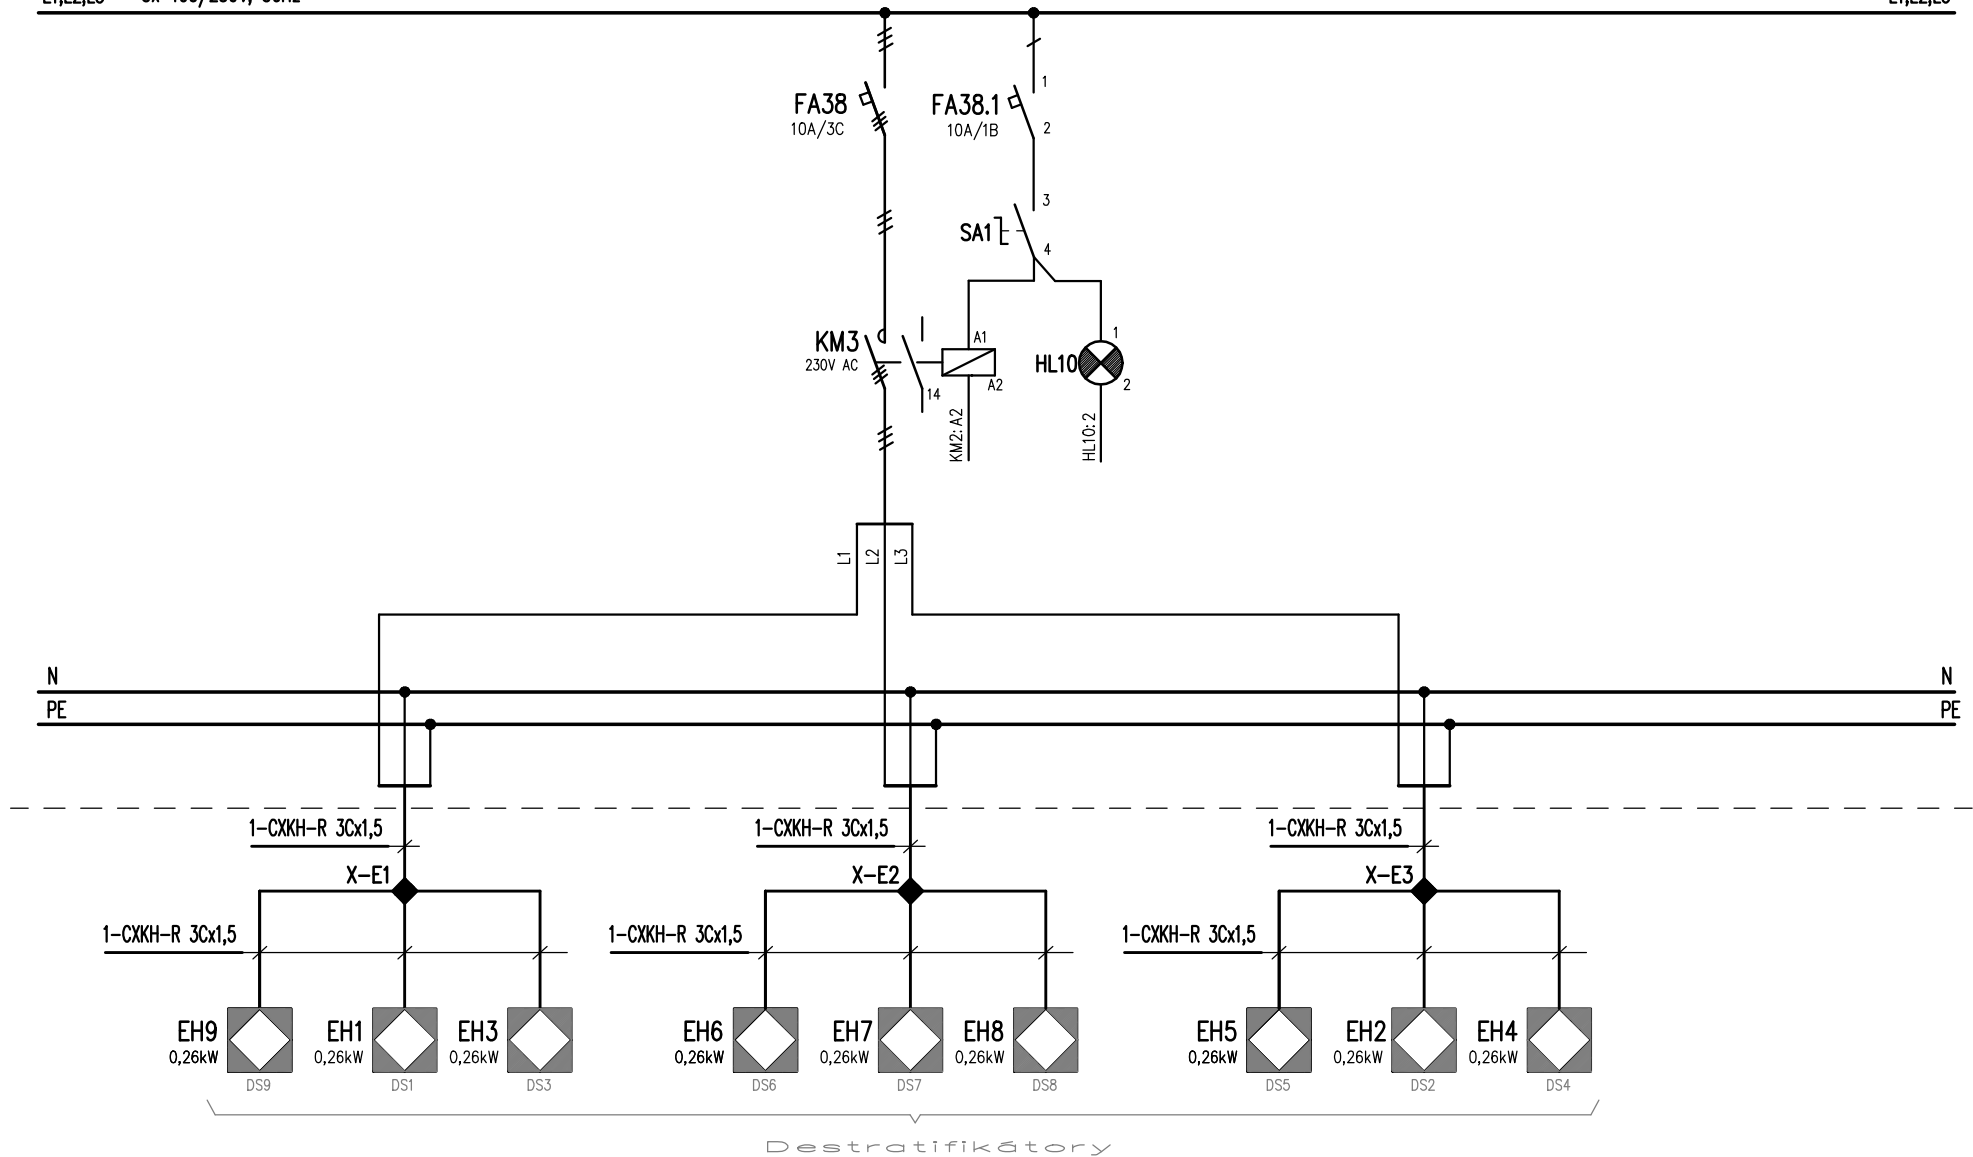 1
FA38
10A/3C
FA38.1
10A/1B
2
3
SA1
4
KM3
230V AC
A1
A2
14
1
HL10
2
KM2: A2
HL10: 2
L1
L2
L3
N
N
PE
PE
1-CXKH-R 3Cx1,5
1-CXKH-R 3Cx1,5
1-CXKH-R 3Cx1,5
X-E1
X-E2
X-E3
1-CXKH-R 3Cx1,5
1-CXKH-R 3Cx1,5
1-CXKH-R 3Cx1,5
EH9
0,26kW
DS9
EH1
0,26kW
DS1
EH3
0,26kW
DS3
EH6
0,26kW
DS6
EH7
0,26kW
DS7
EH8
0,26kW
DS8
EH5
0,26kW
DS5
EH2
0,26kW
DS2
EH4
0,26kW
DS4
Destratifikátory